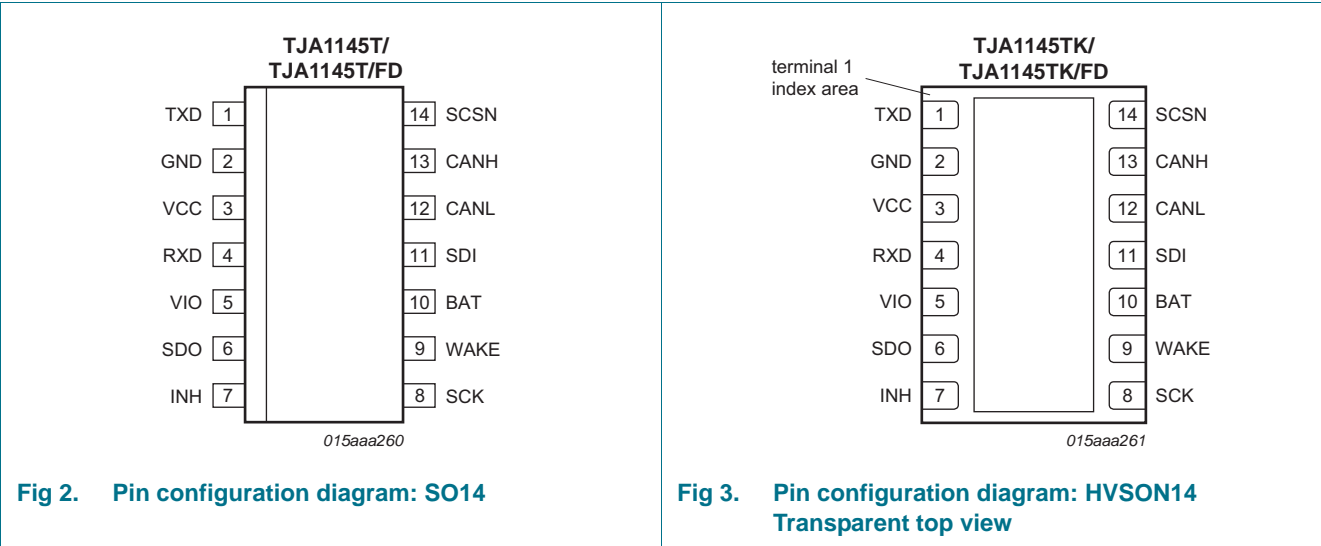 TJA1145T/
TJA1145T/FD
TXD 1 14 SCSN
GND 2 13 CANH
VCC 3 12 CANL
RXD 4 11 SDI
VIO 5 10 BAT
SDO 6 9 WAKE
INH 7 8 SCK
015aaa260
Fig 2. Pin configuration diagram: SO14
TJA1145TK/
TJA1145TK/FD
terminal 1
index area
TXD 1 14 SCSN
GND 2 13 CANH
VCC 3 12 CANL
RXD 4 11 SDI
VIO 5 10 BAT
SDO 6 9 WAKE
INH 7 8 SCK
015aaa261
Fig 3. Pin configuration diagram: HVSON14
Transparent top view